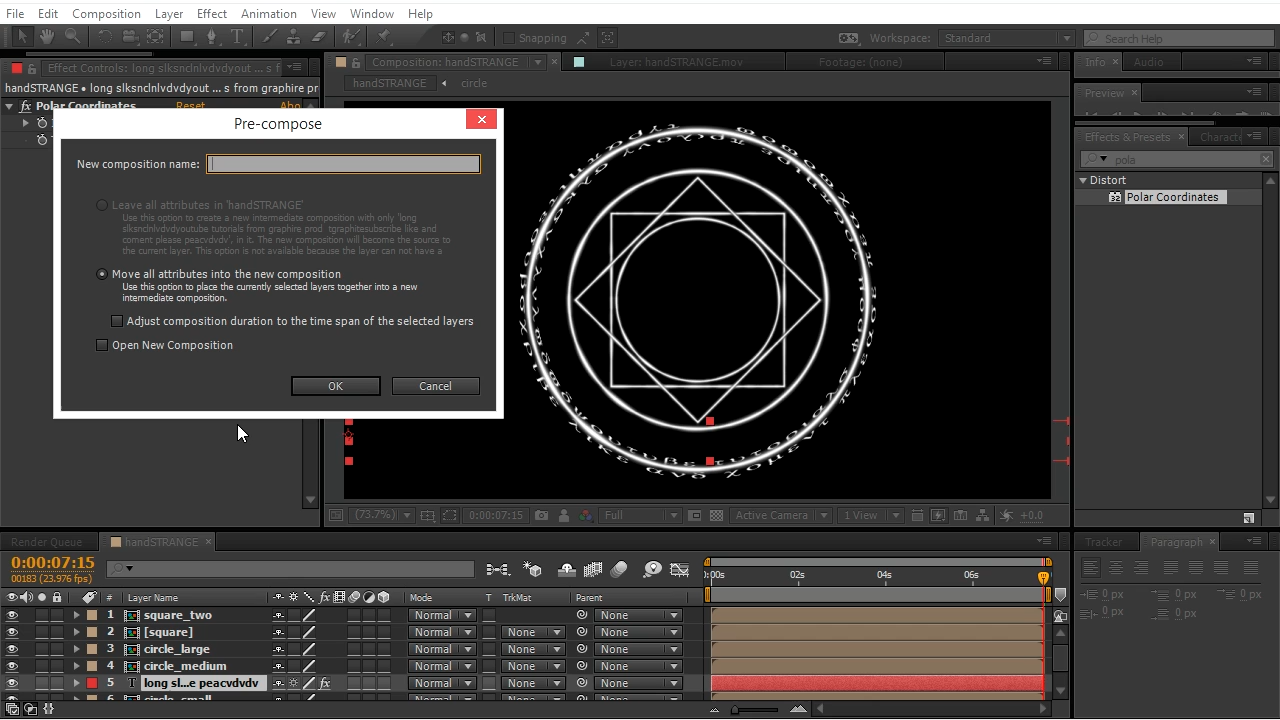 File Edit Composition Layer Effect Animation View Window Help
Snapping
Workspace: Standard
Search Help
Effect Controls: long slksnclnlvdvdyout ... s f
Composition: handSTRANGE
Layer: handSTRANGE.mov
Footage: (none)
Info Audio
handSTRANGE • long slksnclnlvdvdyout ... s from graphire pr
handSTRANGE circle
Preview
fx Polar Coordinates Reset Abo
Effects & Presets Characte
pola
Distort
32 Polar Coordinates
Pre-compose
New composition name:
Leave all attributes in 'handSTRANGE'
Use this option to create a new intermediate composition with only 'long
slksnclnlvdvdyoutube tutorials from graphire prod tgraphitesubscribe like and
coment please peacvdvdv', in it. The new composition will become the source to
the current layer. This option is not available because the layer can not have a
Move all attributes into the new composition
Use this option to place the currently selected layers together into a new
intermediate composition.
Adjust composition duration to the time span of the selected layers
Open New Composition
OK Cancel
(73.7%) 0:00:07:15 Full Active Camera 1 View +0.0
Render Queue handSTRANGE
Tracker Paragraph
0:00:07:15
00183 (23.976 fps)
):00s 02s 04s 06s
0 px 0 px 0 px
0 px 0 px
# Layer Name fx Mode T TrkMat Parent
1 square_two Normal None
2 [square] Normal None None
3 circle_large Normal None None
4 circle_medium Normal None None
5 T long sl...e peacvdvdv fx Normal None None
6 circle_small Normal None None